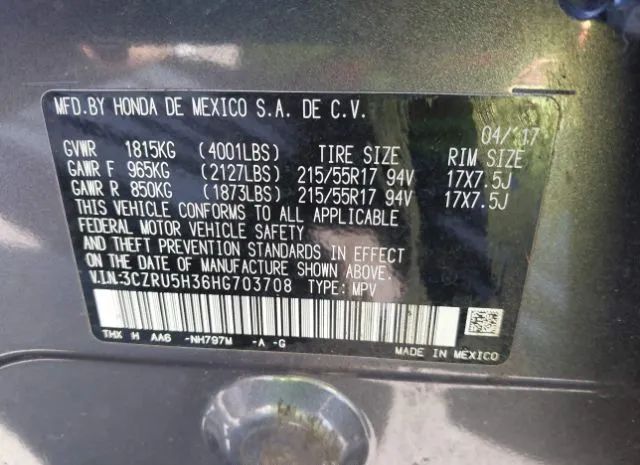 MFD.BY HONDA DE MEXICO S.A. DE C.V.
04/'17
GVWR 1815KG (4001LBS) TIRE SIZE RIM SIZE
GAWR F 965KG (2127LBS) 215/55R17 94V 17X7.5J
GAWR R 850KG (1873LBS) 215/55R17 94V 17X7.5J
THIS VEHICLE CONFORMS TO ALL APPLICABLE
FEDERAL MOTOR VEHICLE SAFETY
AND THEFT PREVENTION STANDARDS IN EFFECT
ON THE DATE OF MANUFACTURE SHOWN ABOVE.
V.I.N.:3CZRU5H36HG703708 TYPE: MPV
THX H AA6 -NH797M -A -G
MADE IN MEXICO